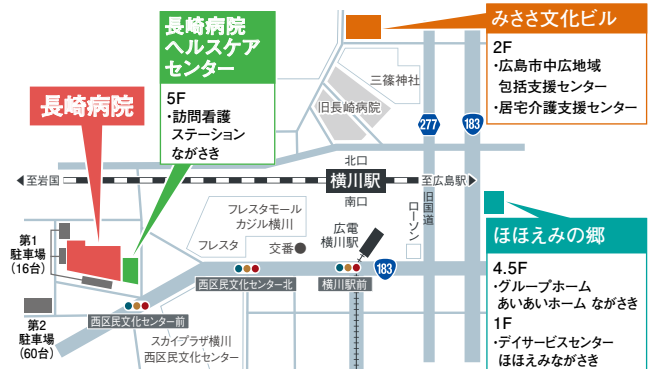 長崎病院
ヘルスケア
センター
5F
・訪問看護
ステーション
ながさき
みささ文化ビル
2F
・広島市中広地域
包括支援センター
・居宅介護支援センター
長崎病院
三篠神社
旧長崎病院
277
183
北口
至岩国
横川駅
至広島駅
南口
旧国道
フレスタモール
カジル横川
フレスタ
交番
広電
横川駅
ローソン
183
第1
駐車場
(16台)
西区民文化センター北
横川駅前
西区民文化センター前
第2
駐車場
(60台)
スカイプラザ横川
西区民文化センター
ほほえみの郷
4.5F
・グループホーム
あいあいホーム ながさき
1F
・デイサービスセンター
ほほえみながさき